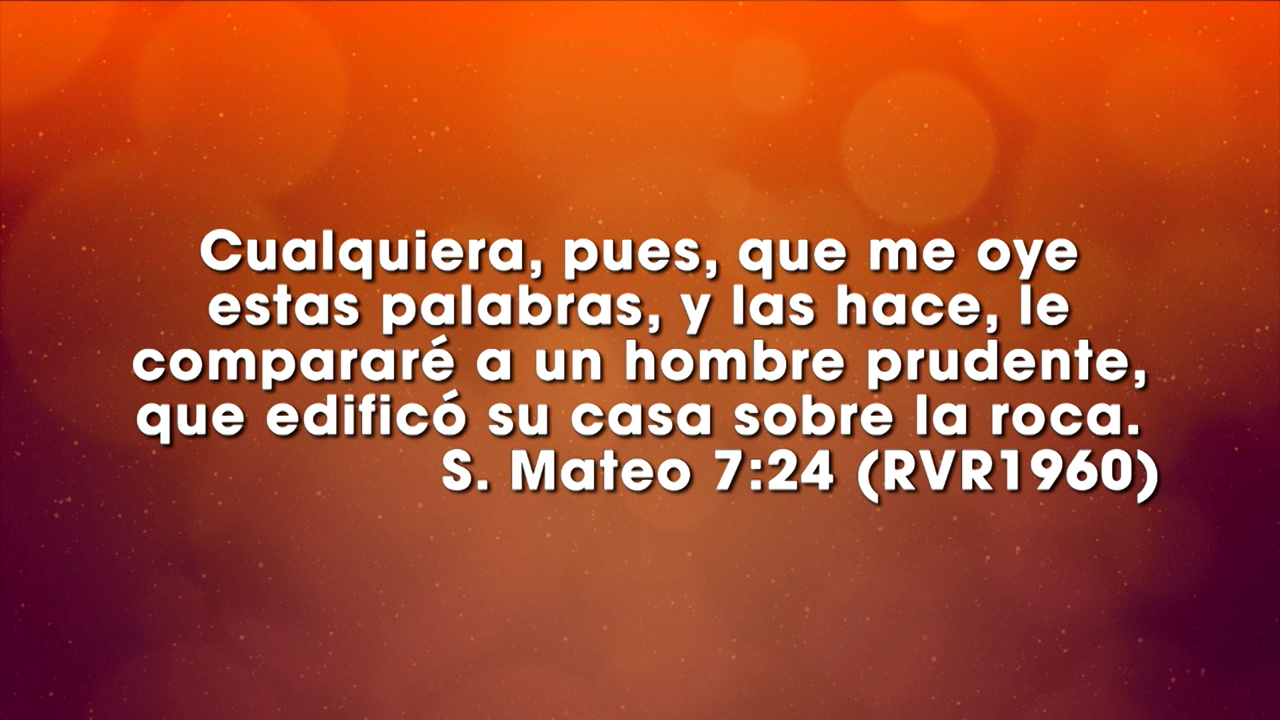 Cualquiera, pues, que me oye
estas palabras, y las hace, le
compararé a un hombre prudente,
que edificó su casa sobre la roca.
S. Mateo 7:24 (RVR1960)